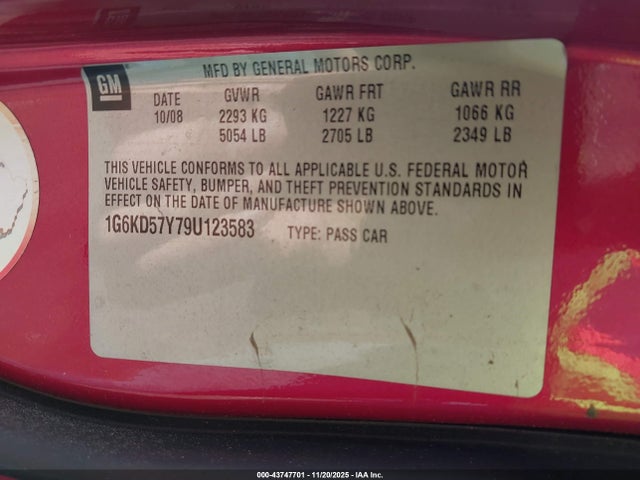 GM
MFD BY GENERAL MOTORS CORP.
DATE GVWR GAWR FRT GAWR RR
10/08 2293 KG 1227 KG 1066 KG
5054 LB 2705 LB 2349 LB
THIS VEHICLE CONFORMS TO ALL APPLICABLE U.S. FEDERAL MOTOR
VEHICLE SAFETY, BUMPER, AND THEFT PREVENTION STANDARDS IN
EFFECT ON THE DATE OF MANUFACTURE SHOWN ABOVE.
1G6KD57Y79U123583 TYPE: PASS CAR
000-43747701 - 11/20/2025 - IAA Inc.